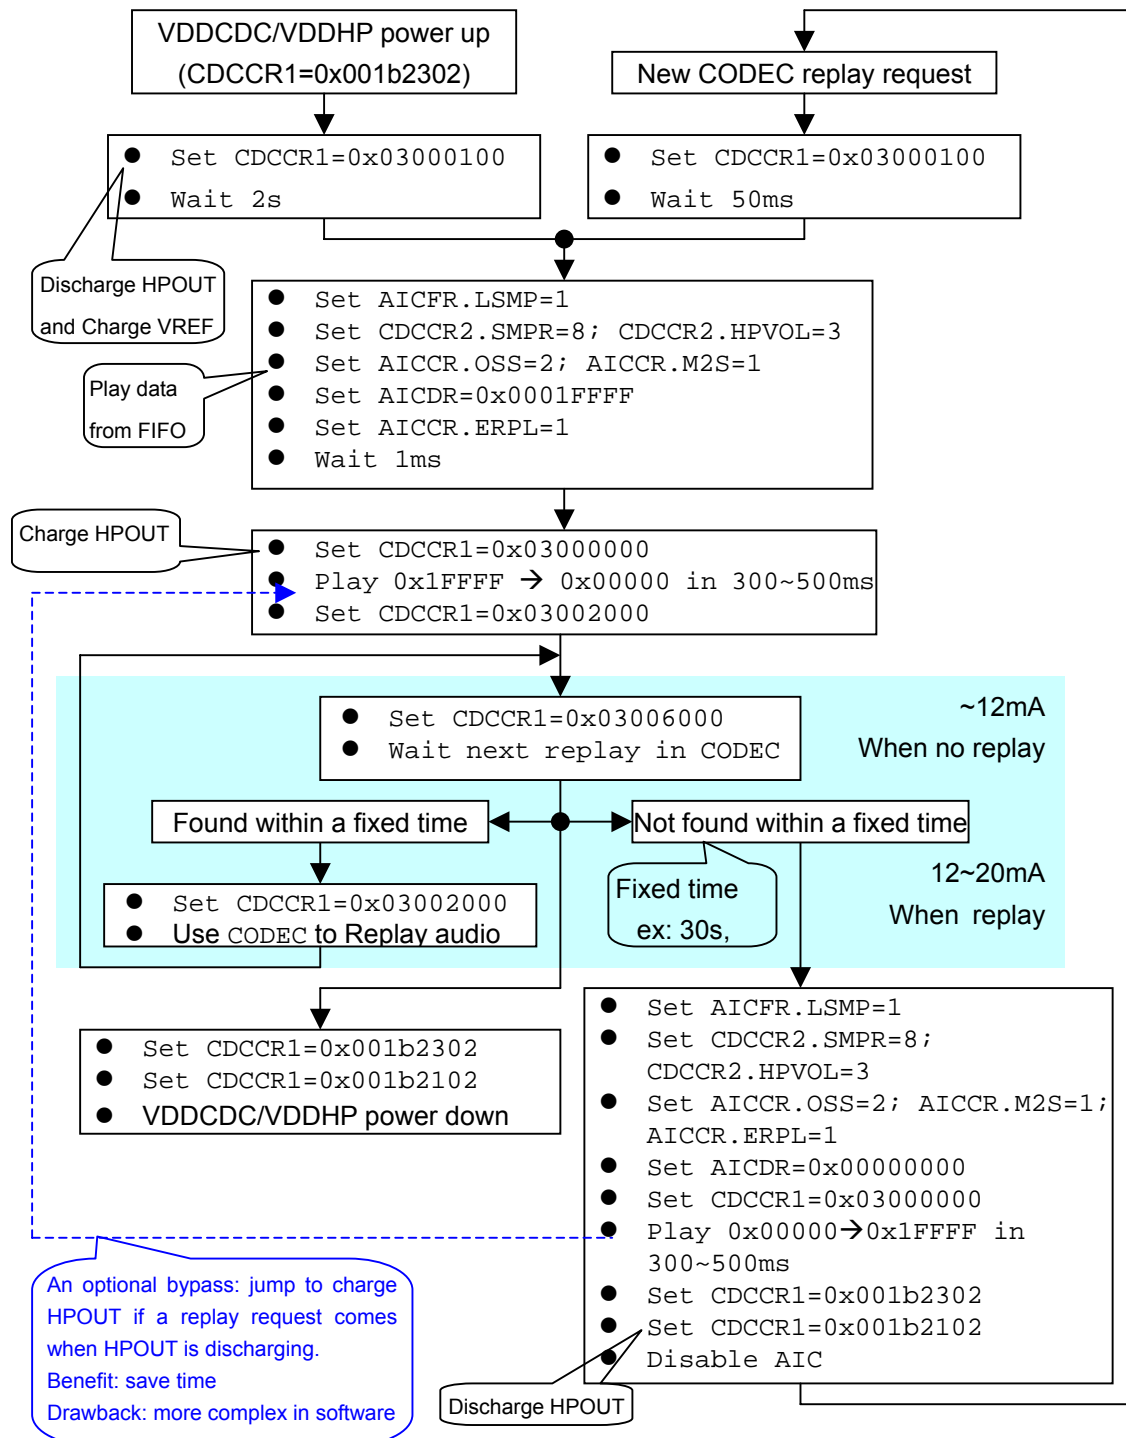 VDDCDC/VDDHP power up
(CDCCR1=0x001b2302)
New CODEC replay request
● Set CDCCR1=0x03000100
● Wait 2s
● Set CDCCR1=0x03000100
● Wait 50ms
Discharge HPOUT
and Charge VREF
● Set AICFR.LSMP=1
● Set CDCCR2.SMPR=8; CDCCR2.HPVOL=3
● Set AICCR.OSS=2; AICCR.M2S=1
● Set AICDR=0x0001FFFF
● Set AICCR.ERPL=1
● Wait 1ms
Play data
from FIFO
Charge HPOUT
● Set CDCCR1=0x03000000
● Play 0x1FFFF → 0x00000 in 300~500ms
● Set CDCCR1=0x03002000
● Set CDCCR1=0x03006000
● Wait next replay in CODEC
~12mA
When no replay
Found within a fixed time
Not found within a fixed time
Fixed time
ex: 30s,
12~20mA
When replay
● Set CDCCR1=0x03002000
● Use CODEC to Replay audio
● Set CDCCR1=0x001b2302
● Set CDCCR1=0x001b2102
● VDDCDC/VDDHP power down
● Set AICFR.LSMP=1
● Set CDCCR2.SMPR=8;
CDCCR2.HPVOL=3
● Set AICCR.OSS=2; AICCR.M2S=1;
AICCR.ERPL=1
● Set AICDR=0x00000000
● Set CDCCR1=0x03000000
● Play 0x00000→0x1FFFF in
300~500ms
● Set CDCCR1=0x001b2302
● Set CDCCR1=0x001b2102
● Disable AIC
Discharge HPOUT
An optional bypass: jump to charge
HPOUT if a replay request comes
when HPOUT is discharging.
Benefit: save time
Drawback: more complex in software